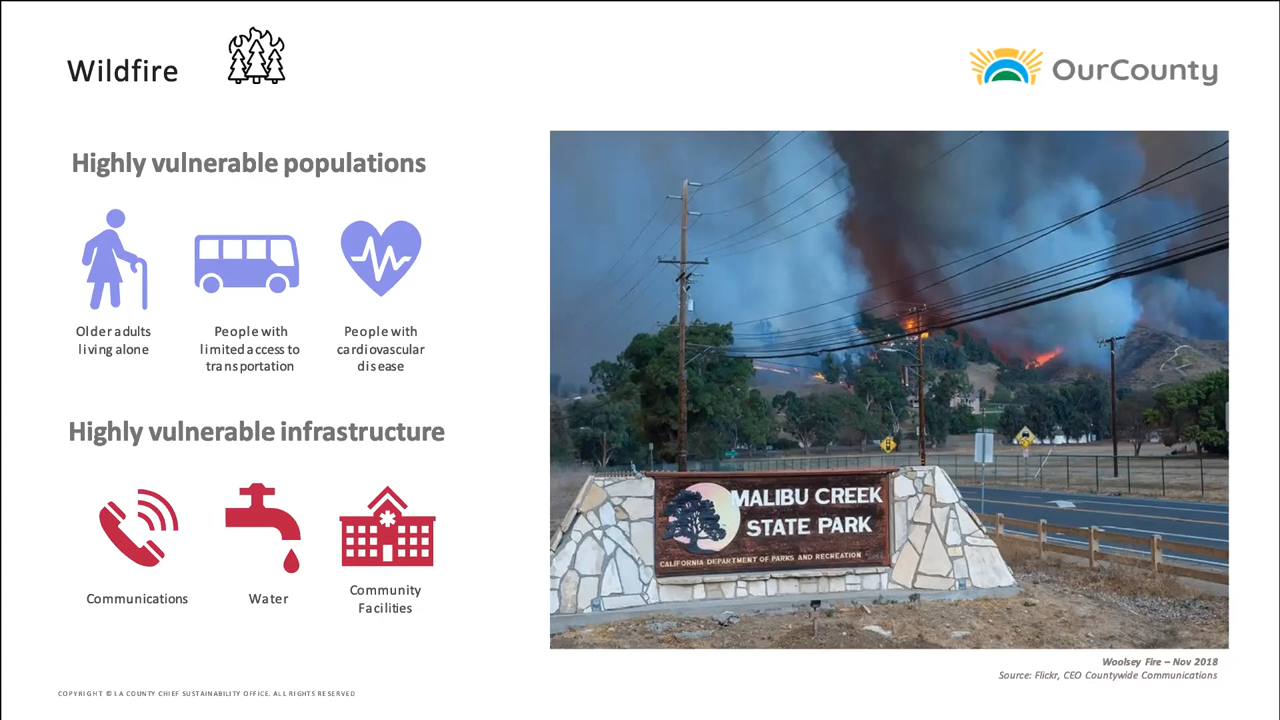 Wildfire
OurCounty
Highly vulnerable populations
Older adults
living alone
People with
limited access to
transportation
People with
cardiovascular
disease
Highly vulnerable infrastructure
Communications
Water
Community
Facilities
MALIBU CREEK
STATE PARK
CALIFORNIA DEPARTMENT OF PARKS AND RECREATION
Woolsey Fire – Nov 2018
Source: Flickr, CEO Countywide Communications
COPYRIGHT © LA COUNTY CHIEF SUSTAINABILITY OFFICE. ALL RIGHTS RESERVED